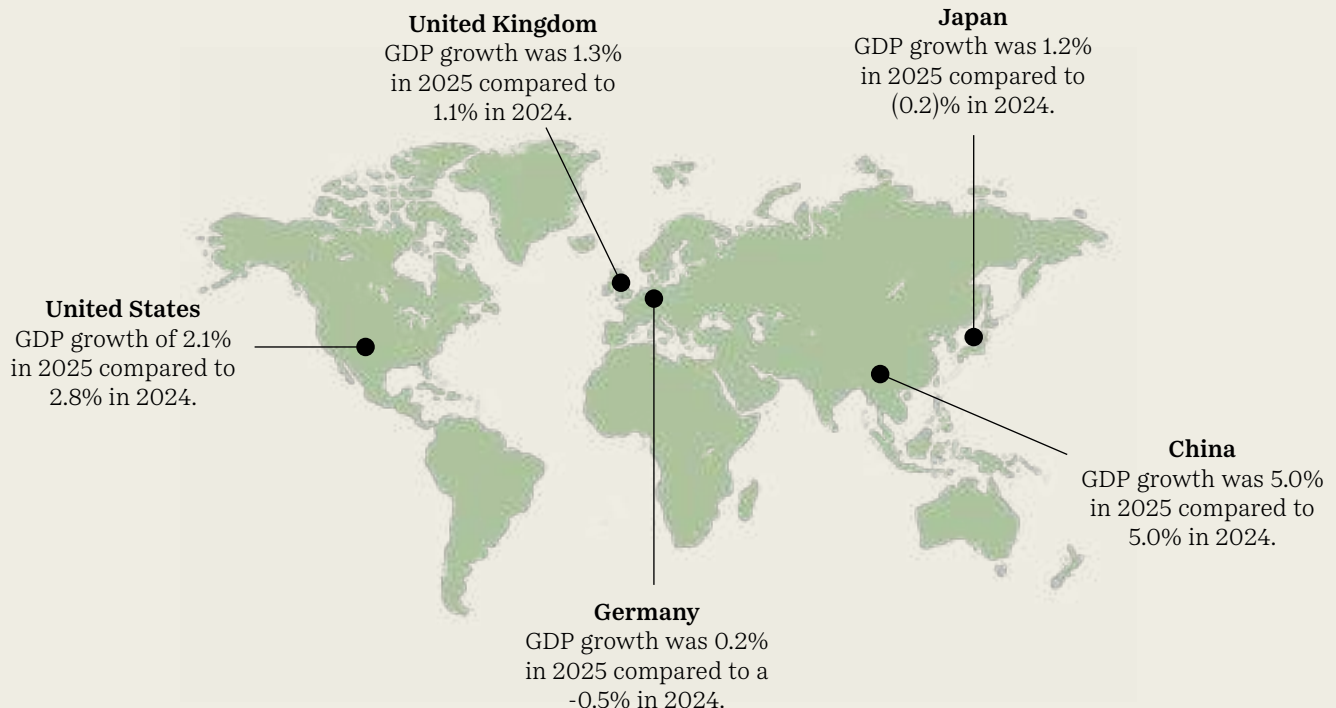 United Kingdom
GDP growth was 1.3%
in 2025 compared to
1.1% in 2024.
Japan
GDP growth was 1.2%
in 2025 compared to
(0.2)% in 2024.
United States
GDP growth of 2.1%
in 2025 compared to
2.8% in 2024.
China
GDP growth was 5.0%
in 2025 compared to
5.0% in 2024.
Germany
GDP growth was 0.2%
in 2025 compared to a
-0.5% in 2024.